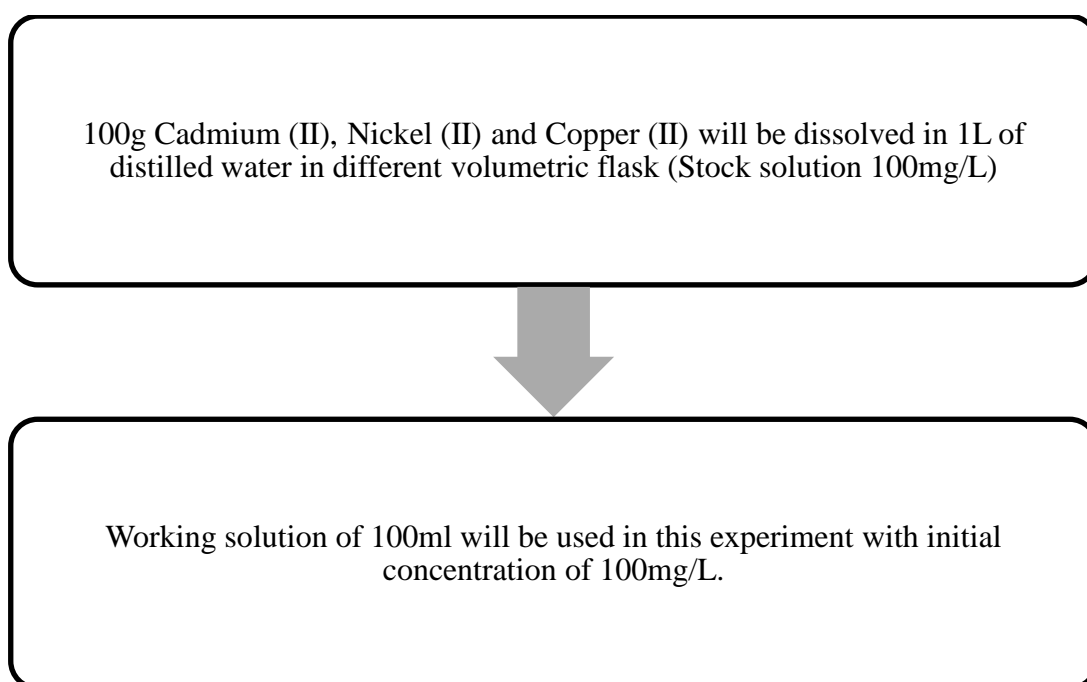 100g Cadmium (II), Nickel (II) and Copper (II) will be dissolved in 1L of
distilled water in different volumetric flask (Stock solution 100mg/L)
Working solution of 100ml will be used in this experiment with initial
concentration of 100mg/L.